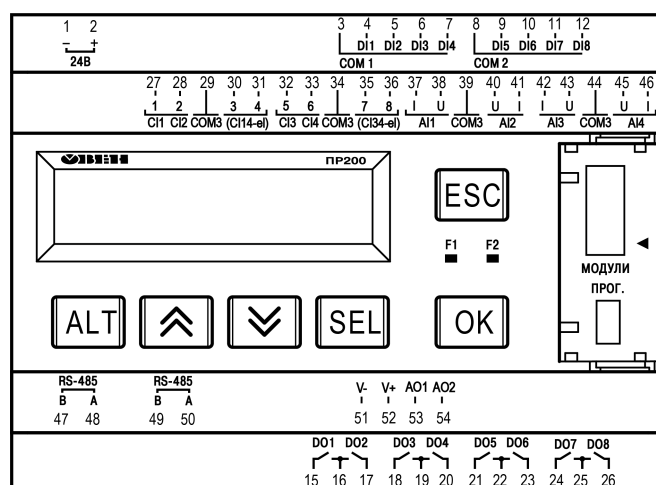 1 2 3 4 5 6 7 8 9 10 11 12
– + DI1 DI2 DI3 DI4 DI5 DI6 DI7 DI8
24В COM 1 COM 2
27 28 29 30 31 32 33 34 35 36 37 38 39 40 41 42 43 44 45 46
1 2 3 4 5 6 7 8 I U U I I U U I
CI1 CI2 COM3 (CI14-el) CI3 CI4 COM3 (CI34-el) AI1 COM3 AI2 AI3 COM3 AI4
ОВЕН ПР200
ESC
F1 F2
МОДУЛИ
ПРОГ.
ALT SEL OK
RS-485 RS-485
B A B A V- V+ AO1 AO2
47 48 49 50 51 52 53 54
DO1 DO2 DO3 DO4 DO5 DO6 DO7 DO8
15 16 17 18 19 20 21 22 23 24 25 26